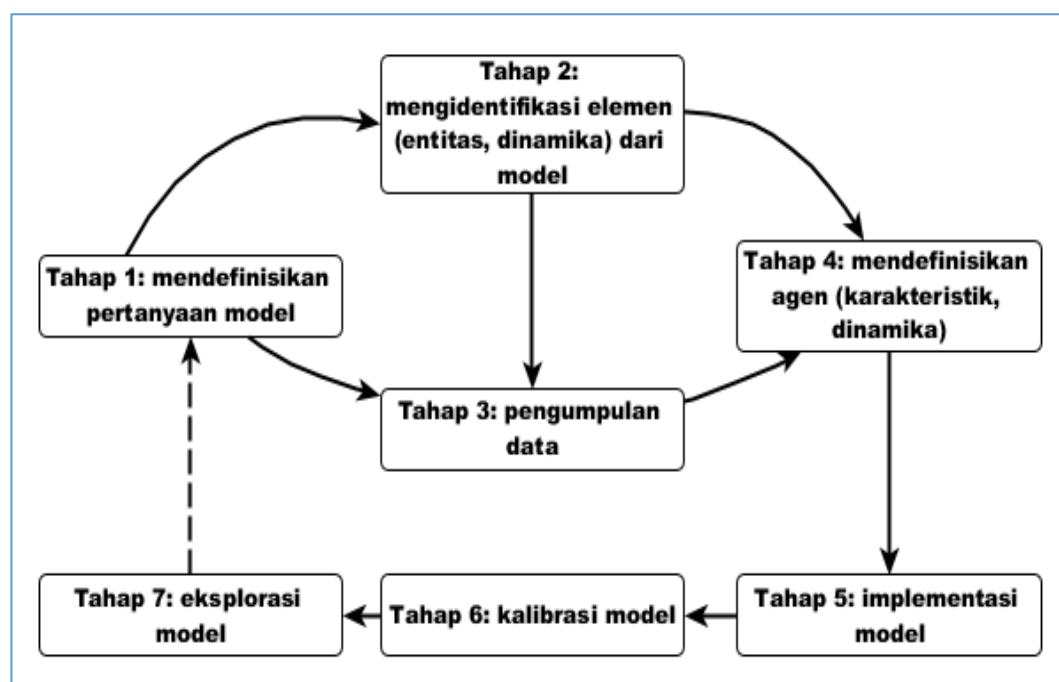 Tahap 2:
mengidentifikasi elemen
(entitas, dinamika) dari
model
Tahap 1: mendefinisikan
pertanyaan model
Tahap 4: mendefinisikan
agen (karakteristik,
dinamika)
Tahap 3: pengumpulan
data
Tahap 7: eksplorasi
model
Tahap 6: kalibrasi model
Tahap 5: implementasi
model